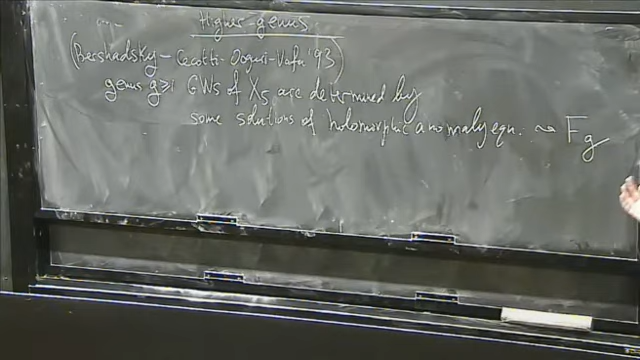 Higher-genus
(Bershadsky-Cecotti-Ooguri-Vafa '93)
genus g≥1 GWs of X₅ are determined by
some solutions of holomorphic anomaly equ. ⤳ F_g